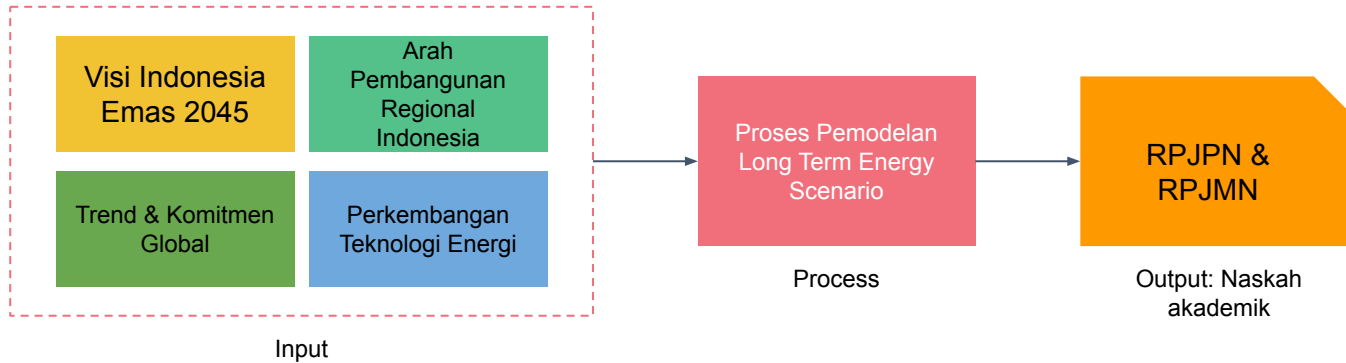 Visi Indonesia
Emas 2045
Arah
Pembangunan
Regional
Indonesia
Trend & Komitmen
Global
Perkembangan
Teknologi Energi
Input
Proses Pemodelan
Long Term Energy
Scenario
Process
RPJPN &
RPJMN
Output: Naskah
akademik